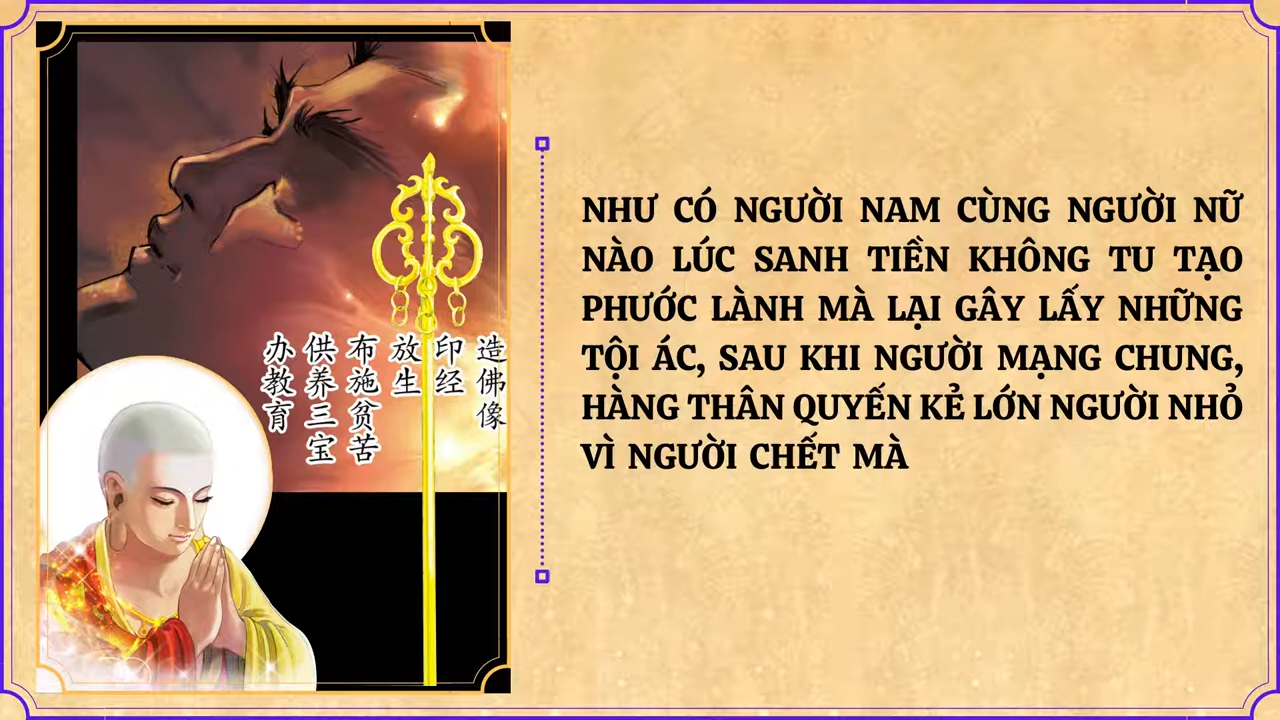 造佛像
印经
放生
布施贫苦
供养三宝
办教育
NHƯ CÓ NGƯỜI NAM CÙNG NGƯỜI NỮ
NÀO LÚC SANH TIỀN KHÔNG TU TẠO
PHƯỚC LÀNH MÀ LẠI GÂY LẤY NHỮNG
TỘI ÁC, SAU KHI NGƯỜI MẠNG CHUNG,
HÀNG THÂN QUYẾN KẺ LỚN NGƯỜI NHỎ
VÌ NGƯỜI CHẾT MÀ